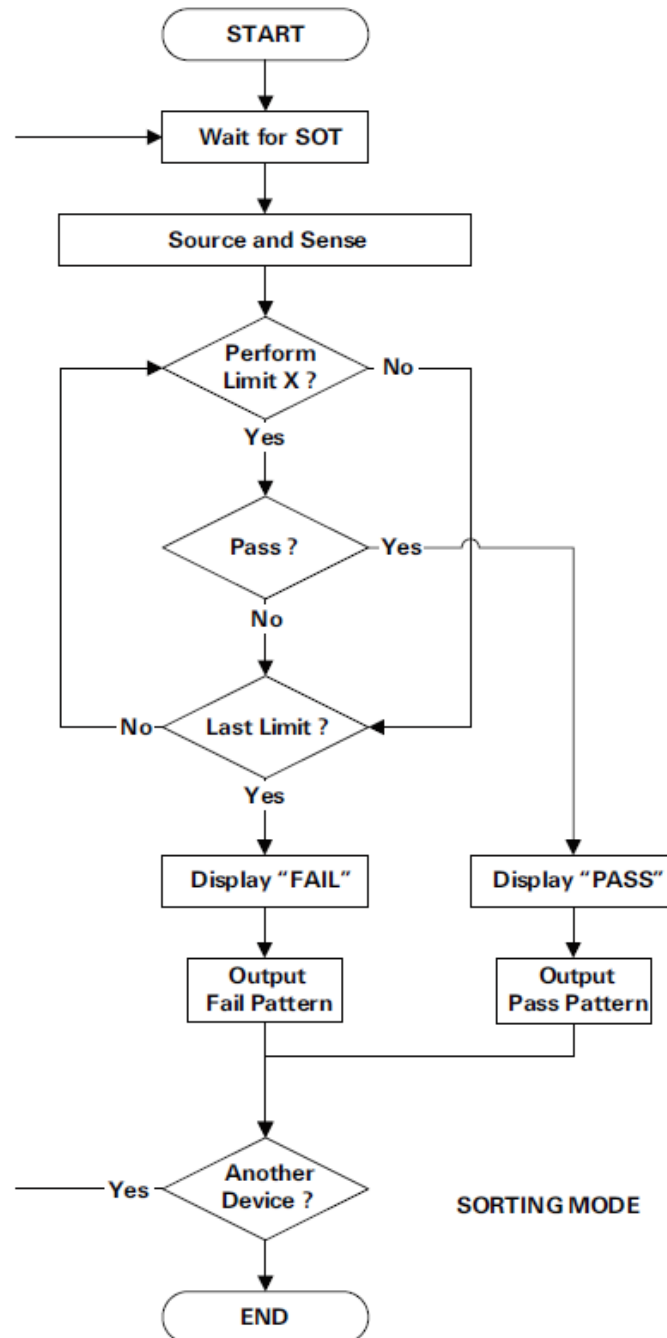 START
Wait for SOT
Source and Sense
Perform
Limit X ?
No
Yes
Pass ?
Yes
No
No
Last Limit ?
Yes
Display “FAIL”
Display “PASS”
Output
Fail Pattern
Output
Pass Pattern
Another
Device ?
Yes
SORTING MODE
END